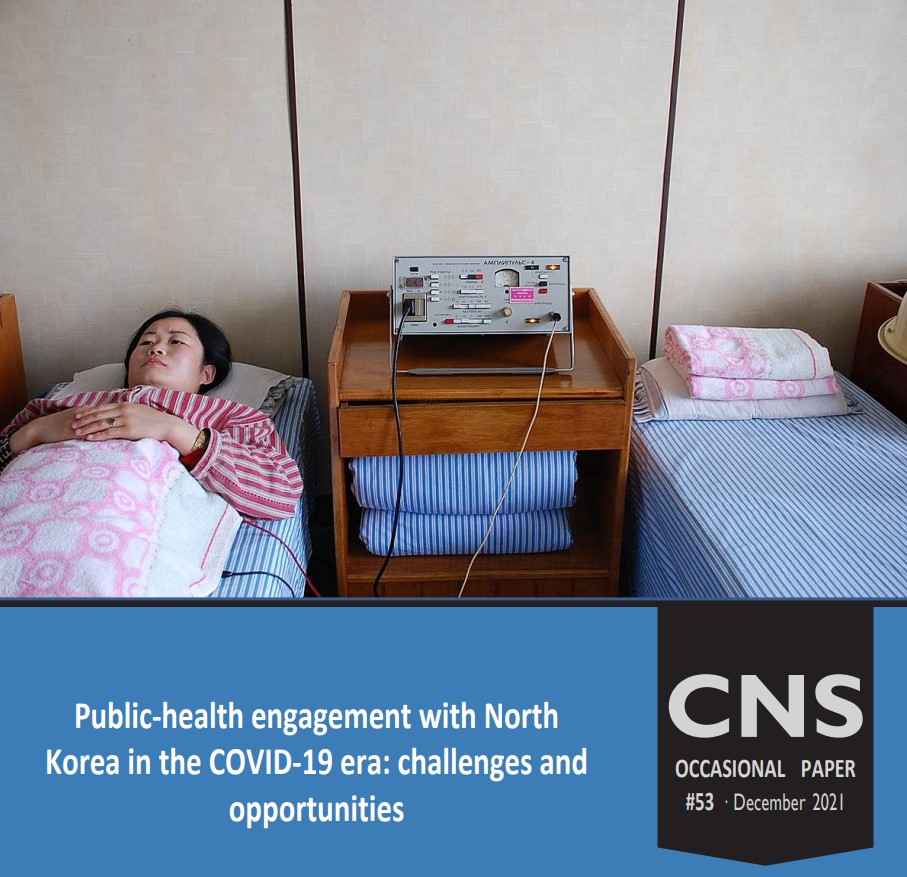 АМПЛИПУЛЬС-4
Public-health engagement with North
Korea in the COVID-19 era: challenges and
opportunities
CNS
OCCASIONAL PAPER
#53 · December 2021